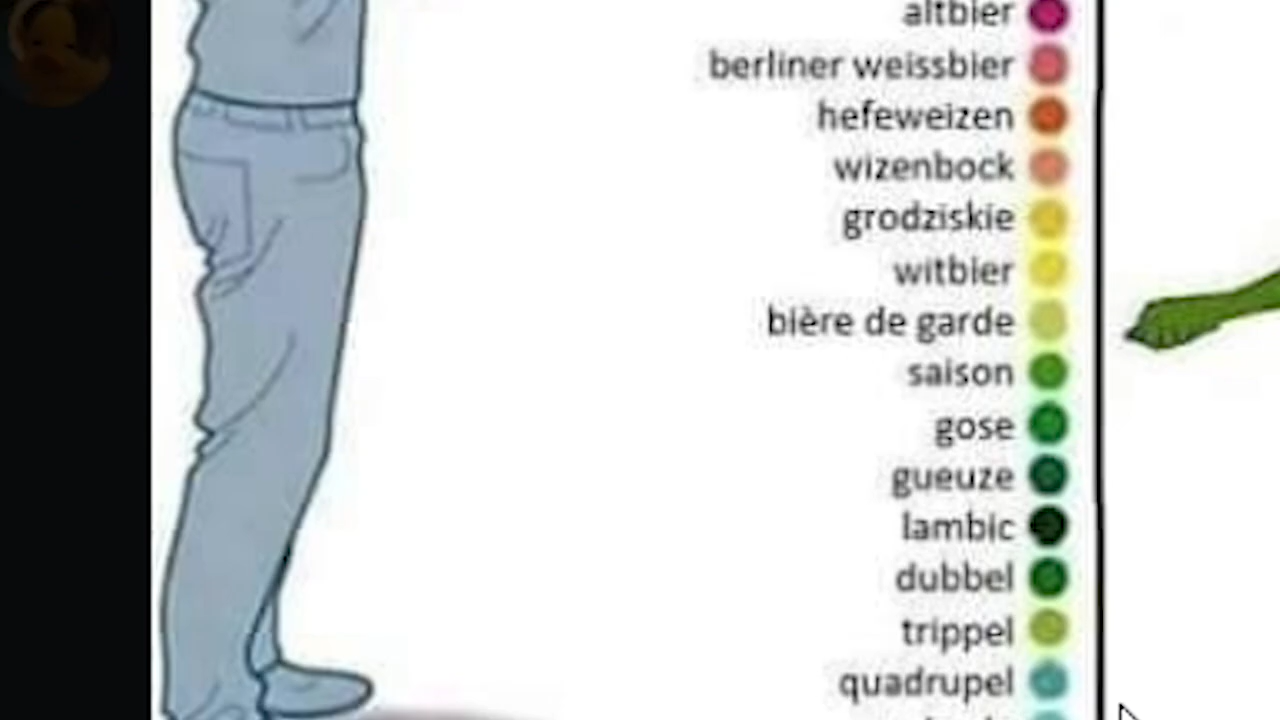 altbier
berliner weissbier
hefeweizen
wizenbock
grodziskie
witbier
bière de garde
saison
gose
gueuze
lambic
dubbel
trippel
quadrupel